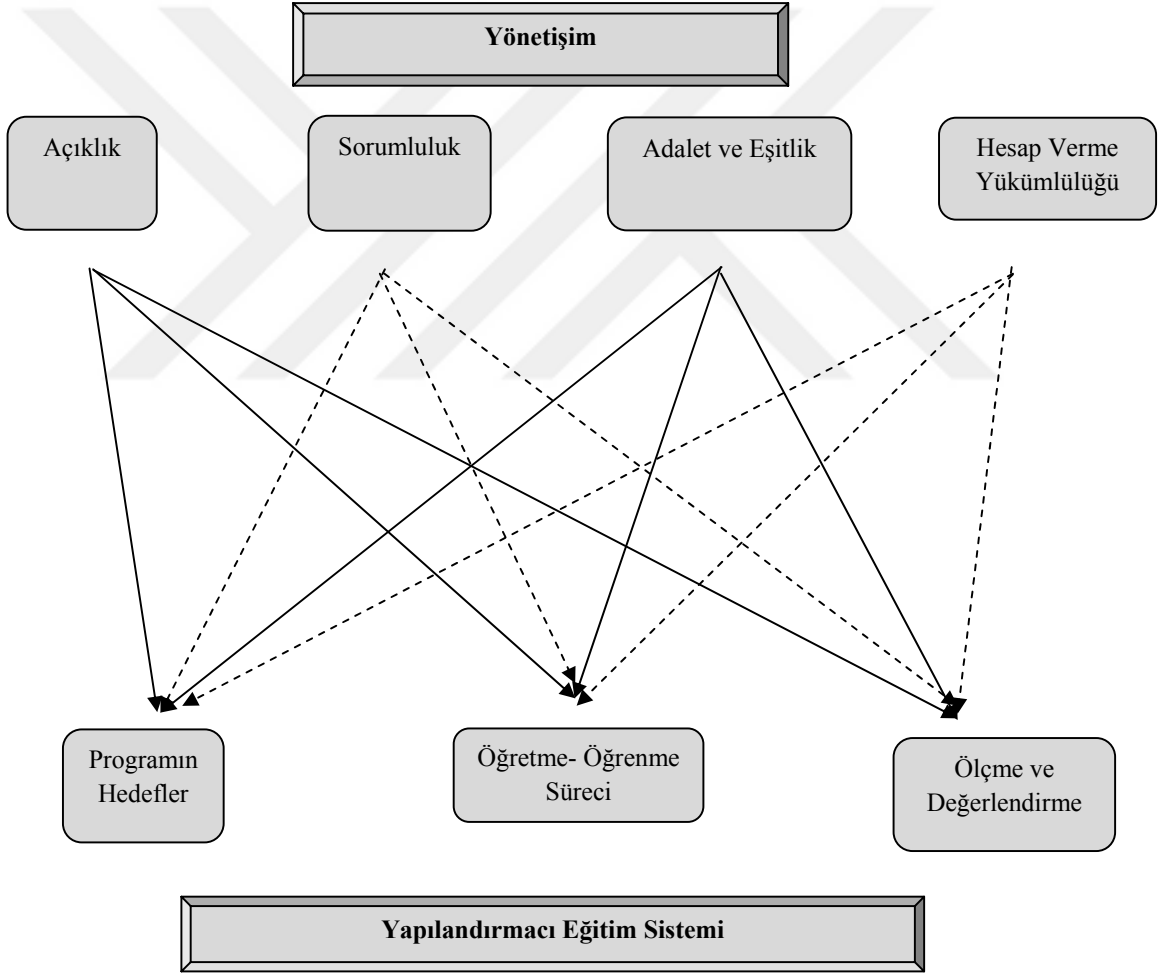 Yönetişim
Açıklık
Sorumluluk
Adalet ve Eşitlik
Hesap Verme
Yükümlülüğü
Programın
Hedefler
Öğretme- Öğrenme
Süreci
Ölçme ve
Değerlendirme
Yapılandırmacı Eğitim Sistemi